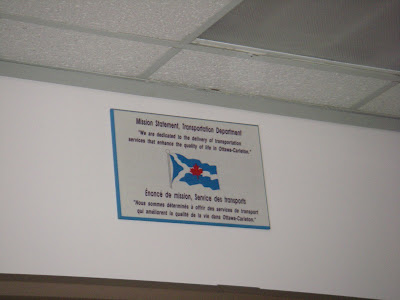 Mission Statement, Transportation Department
"We are dedicated to the delivery of transportation
services that enhance the quality of life in Ottawa-Carleton."
Énoncé de mission, Service des transports
"Nous sommes déterminés à offrir des services de transport
qui améliorent la qualité de la vie dans Ottawa-Carleton."